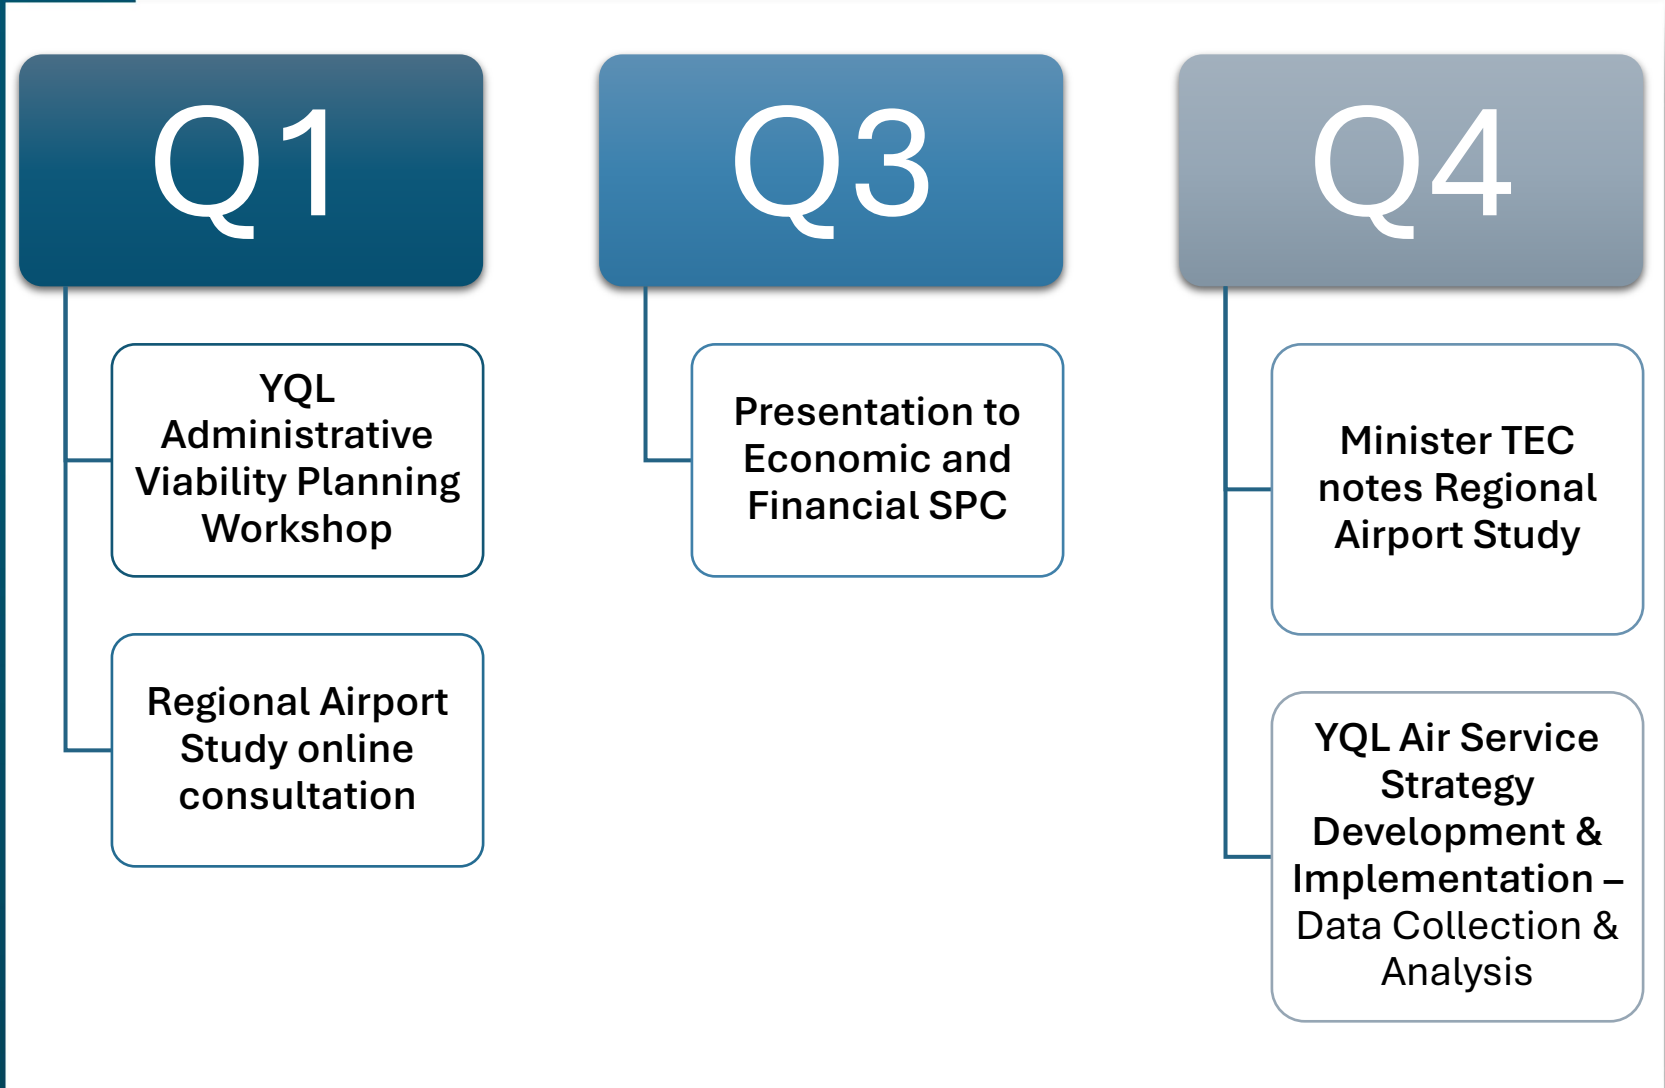 Q1
YQL
Administrative
Viability Planning
Workshop
Regional Airport
Study online
consultation
Q3
Presentation to
Economic and
Financial SPC
Q4
Minister TEC
notes Regional
Airport Study
YQL Air Service
Strategy
Development &
Implementation –
Data Collection &
Analysis